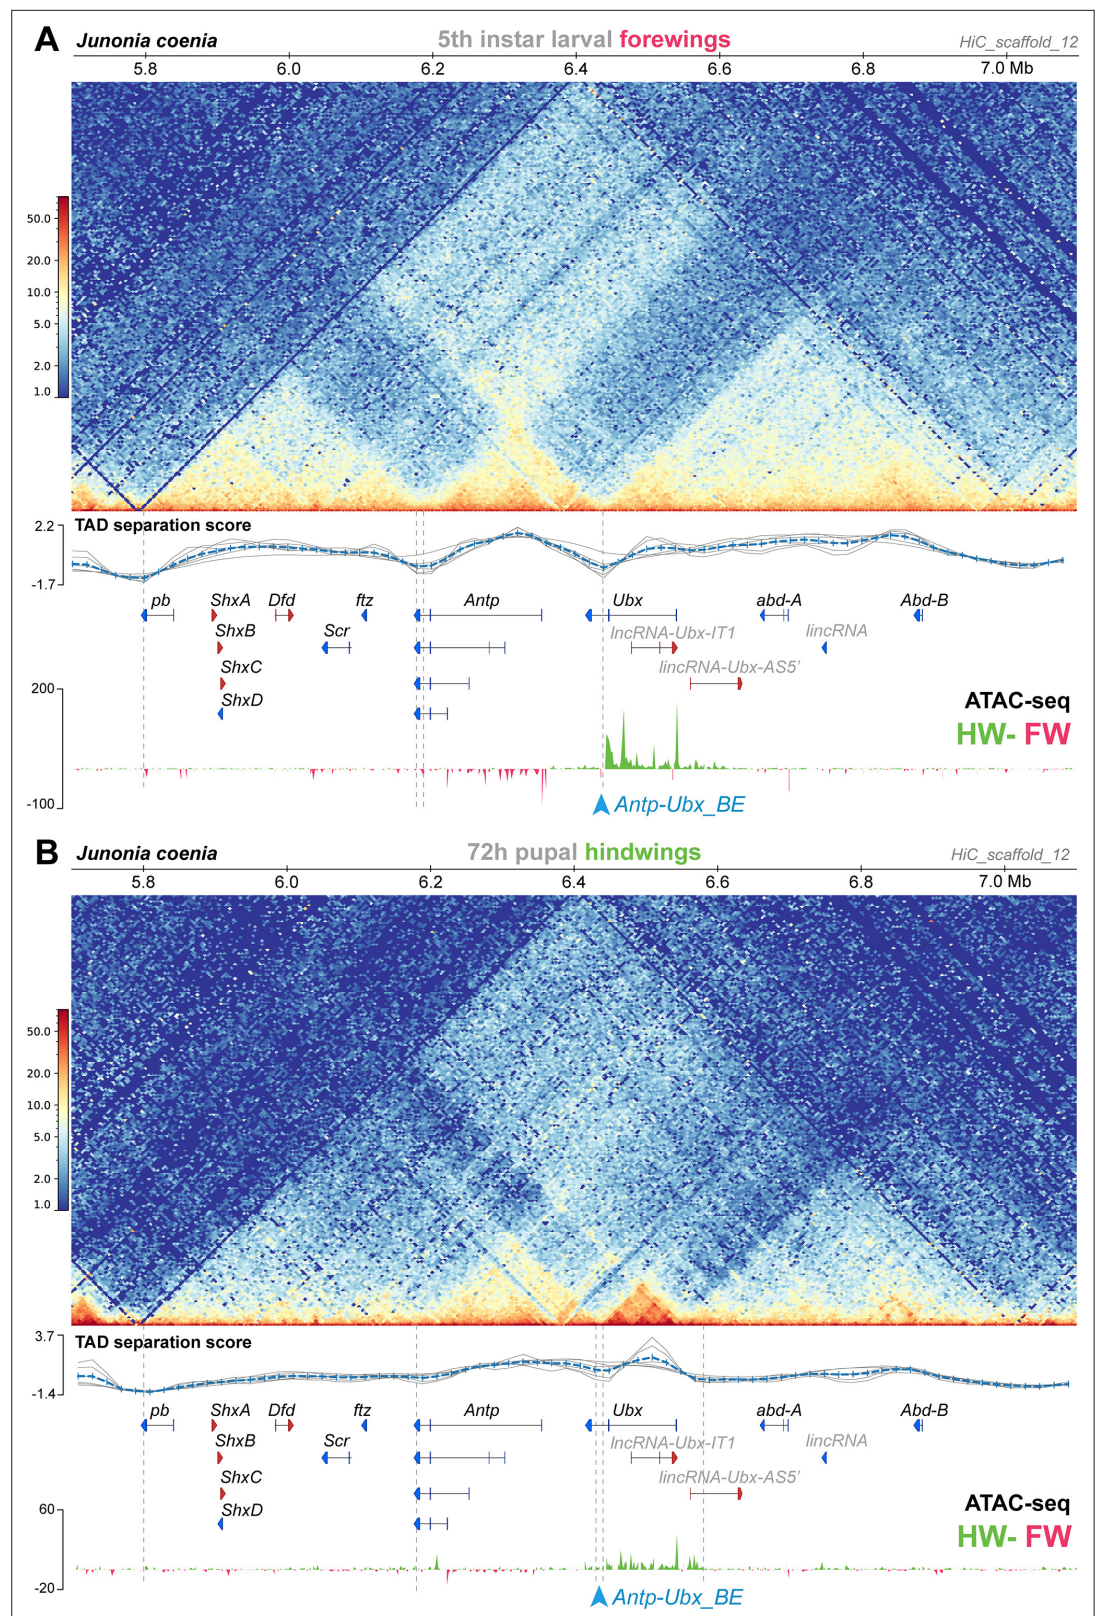 A
Junonia coenia
5th instar larval forewings
HiC_scaffold_12
5.8 6.0 6.2 6.4 6.6 6.8 7.0 Mb
50.0
20.0
10.0
5.0
2.0
1.0
2.2
TAD separation score
-1.7
pb ShxA Dfd ftz Antp Ubx abd-A Abd-B
ShxB Scr lncRNA-Ubx-IT1 lincRNA
ShxC lincRNA-Ubx-AS5'
ShxD
200
ATAC-seq
HW- FW
-100
Antp-Ubx_BE
B
Junonia coenia
72h pupal hindwings
HiC_scaffold_12
5.8 6.0 6.2 6.4 6.6 6.8 7.0 Mb
50.0
20.0
10.0
5.0
2.0
1.0
3.7
TAD separation score
-1.4
pb ShxA Dfd ftz Antp Ubx abd-A Abd-B
ShxB Scr lncRNA-Ubx-IT1 lincRNA
ShxC lincRNA-Ubx-AS5'
ShxD
60
ATAC-seq
HW- FW
-20
Antp-Ubx_BE